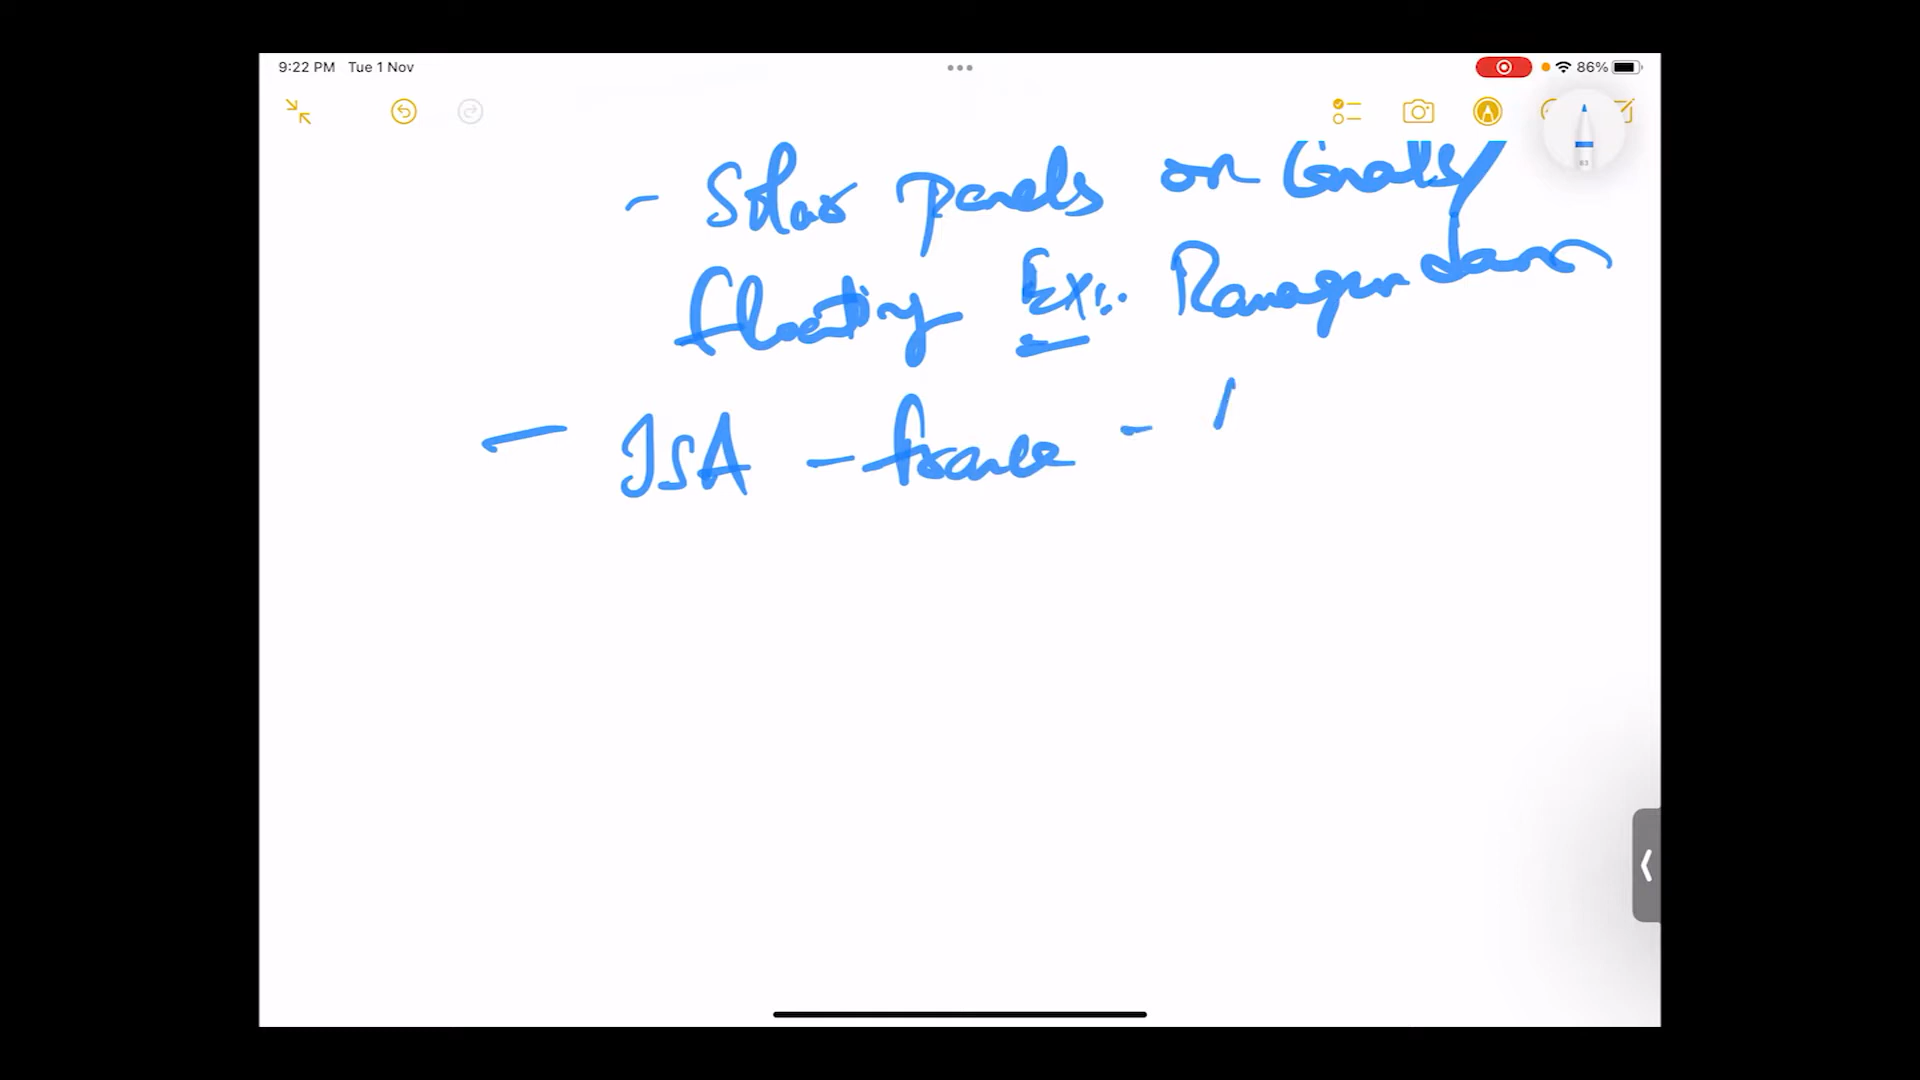 9:22 PM Tue 1 Nov 86%
- Solar panels on Canals/
floating Ex:. Ramagundam
- ISA - france -